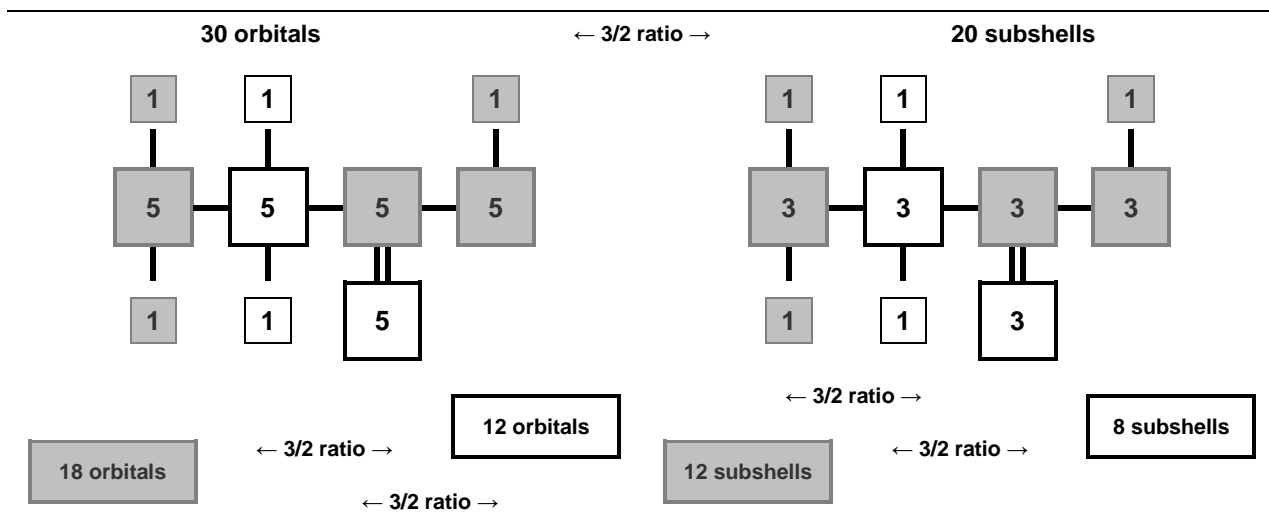 30 orbitals ← 3/2 ratio → 20 subshells
1 1 1 1 1 1
5 5 5 5 3 3 3 3
1 1 5 1 1 3
← 3/2 ratio →
12 orbitals 8 subshells
← 3/2 ratio → ← 3/2 ratio →
18 orbitals 12 subshells
← 3/2 ratio →